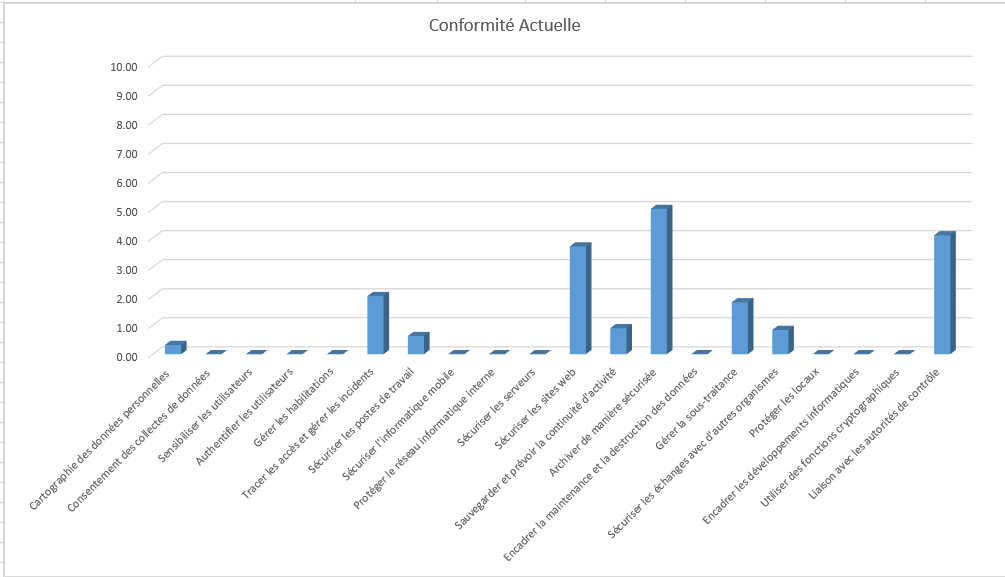 Conformité Actuelle
10.00
9.00
8.00
7.00
6.00
5.00
4.00
3.00
2.00
1.00
0.00
Cartographie des données personnelles
Consentement des collectes de données
Sensibiliser les utilisateurs
Authentifier les utilisateurs
Gérer les habilitations
Tracer les accès et gérer les incidents
Sécuriser les postes de travail
Sécuriser l'informatique mobile
Protéger le réseau informatique interne
Sécuriser les serveurs
Sécuriser les sites web
Sauvegarder et prévoir la continuité d'activité
Archiver de manière sécurisée
Encadrer la maintenance et la destruction des données
Gérer la sous-traitance
Sécuriser les échanges avec d'autres organismes
Protéger les locaux
Encadrer les développements informatiques
Utiliser des fonctions cryptographiques
Liaison avec les autorités de contrôle